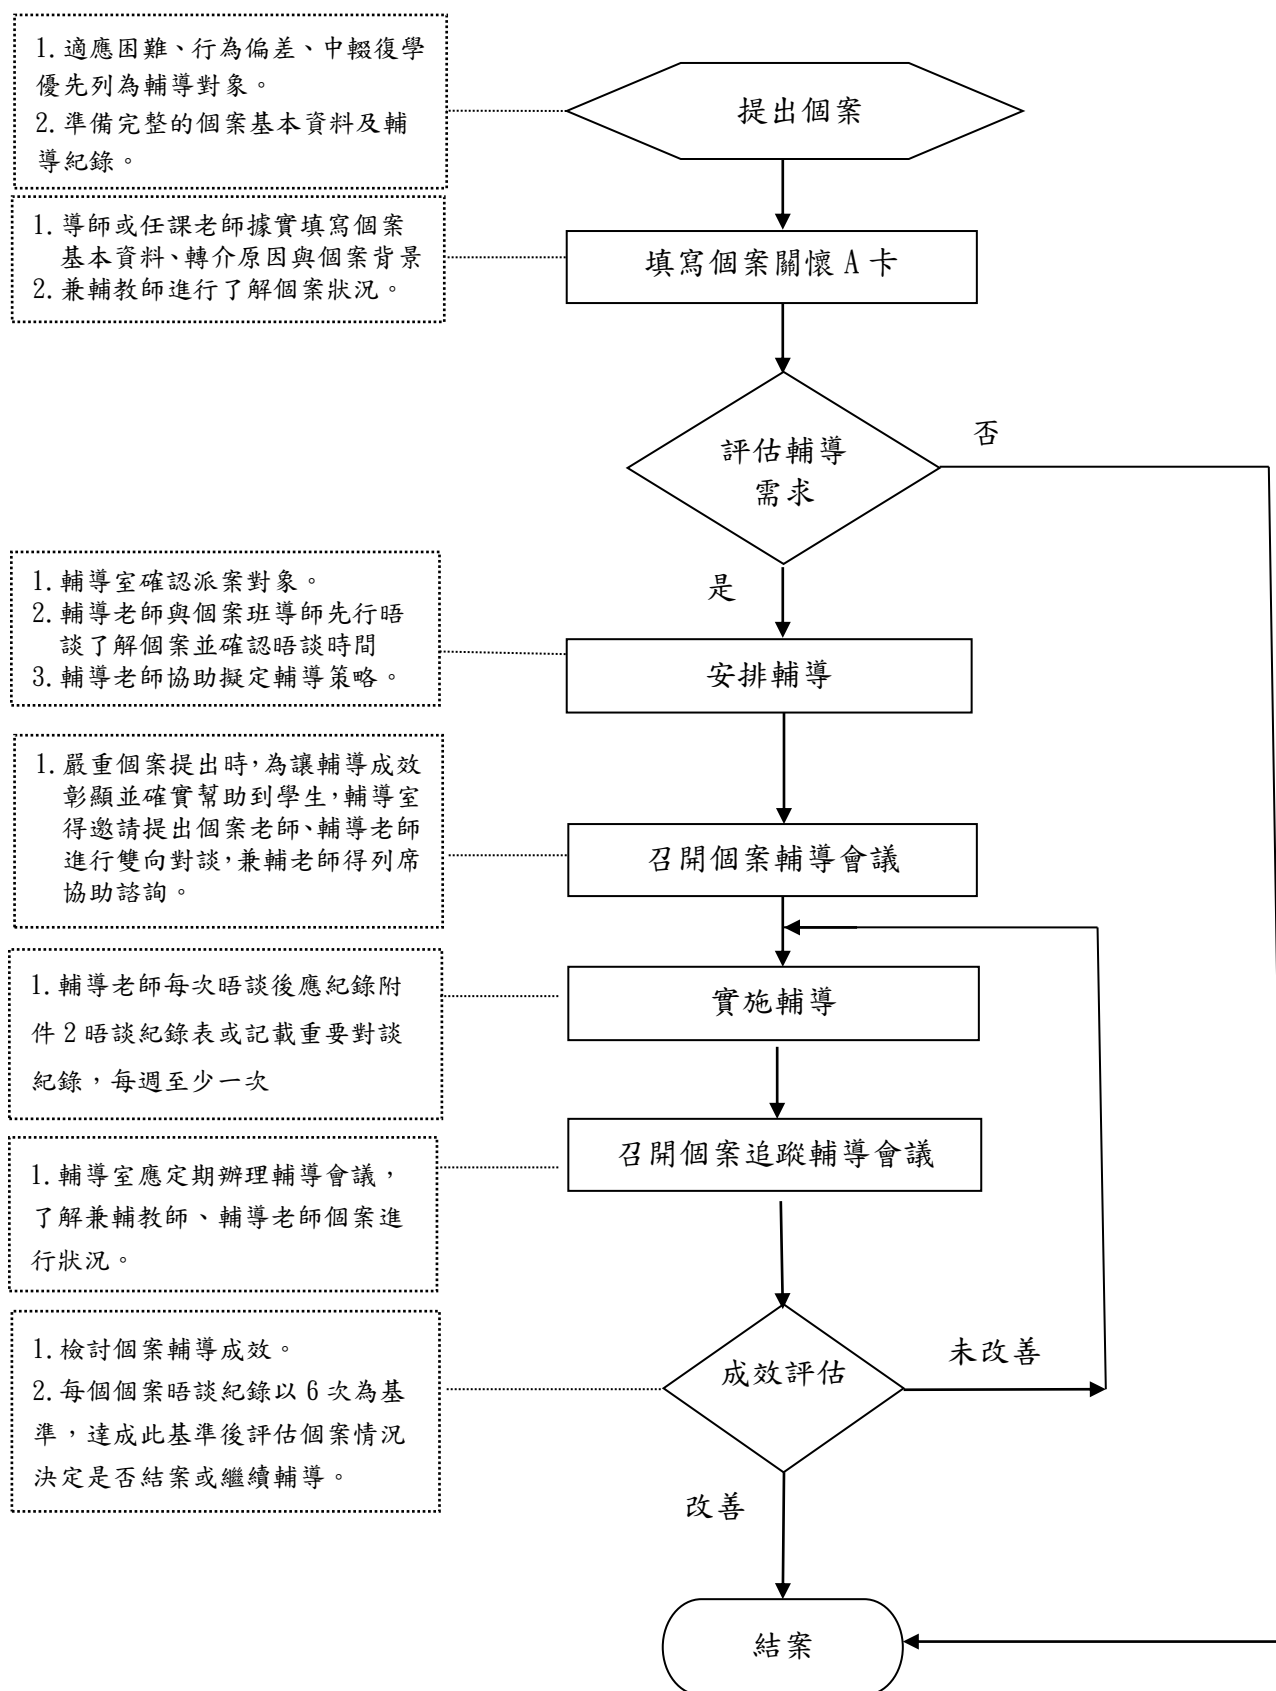 1. 適應困難、行為偏差、中輟復學
優先列為輔導對象。
2. 準備完整的個案基本資料及輔
導紀錄。
提出個案
1. 導師或任課老師據實填寫個案
基本資料、轉介原因與個案背景
2. 兼輔教師進行了解個案狀況。
填寫個案關懷 A 卡
評估輔導
需求
否
是
1. 輔導室確認派案對象。
2. 輔導老師與個案班導師先行晤
談了解個案並確認晤談時間
3. 輔導老師協助擬定輔導策略。
安排輔導
1. 嚴重個案提出時，為讓輔導成效
彰顯並確實幫助到學生，輔導室
得邀請提出個案老師、輔導老師
進行雙向對談，兼輔老師得列席
協助諮詢。
召開個案輔導會議
1. 輔導老師每次晤談後應紀錄附
件 2 晤談紀錄表或記載重要對談
紀錄，每週至少一次
實施輔導
1. 輔導室應定期辦理輔導會議，
了解兼輔教師、輔導老師個案進
行狀況。
召開個案追蹤輔導會議
1. 檢討個案輔導成效。
2. 每個個案晤談紀錄以 6 次為基
準，達成此基準後評估個案情況
決定是否結案或繼續輔導。
成效評估
未改善
改善
結案